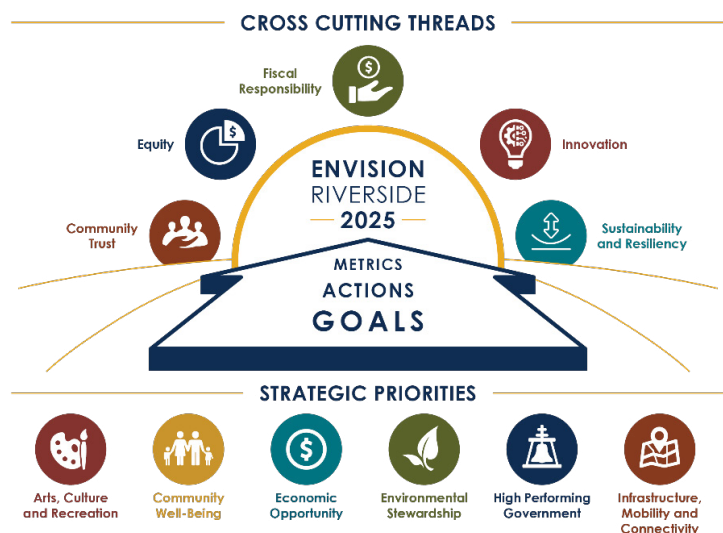 CROSS CUTTING THREADS
Fiscal
Responsibility
$
Equity
$
Innovation
ENVISION
RIVERSIDE
2025
Community
Trust
Sustainability
and Resiliency
METRICS
ACTIONS
GOALS
STRATEGIC PRIORITIES
$
Arts, Culture
and Recreation
Community
Well-Being
Economic
Opportunity
Environmental
Stewardship
High Performing
Government
Infrastructure,
Mobility and
Connectivity